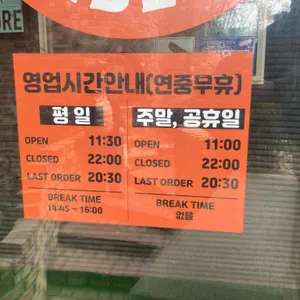 ORE
영업시간안내(연중무휴)
평 일
OPEN 11:30
CLOSED 22:00
LAST ORDER 20:30
BREAK TIME
14:45 ~ 16:00
주말, 공휴일
OPEN 11:00
CLOSED 22:00
LAST ORDER 20:30
BREAK TIME
없음